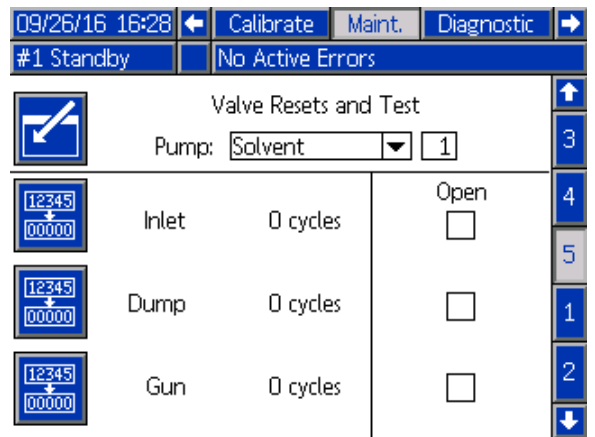 09/26/16 16:28 Calibrate Maint. Diagnostic
#1 Standby No Active Errors
Valve Resets and Test
Pump: Solvent 1
3
Open
12345
00000
Inlet 0 cycles
4
5
12345
00000
Dump 0 cycles
1
12345
00000
Gun 0 cycles
2